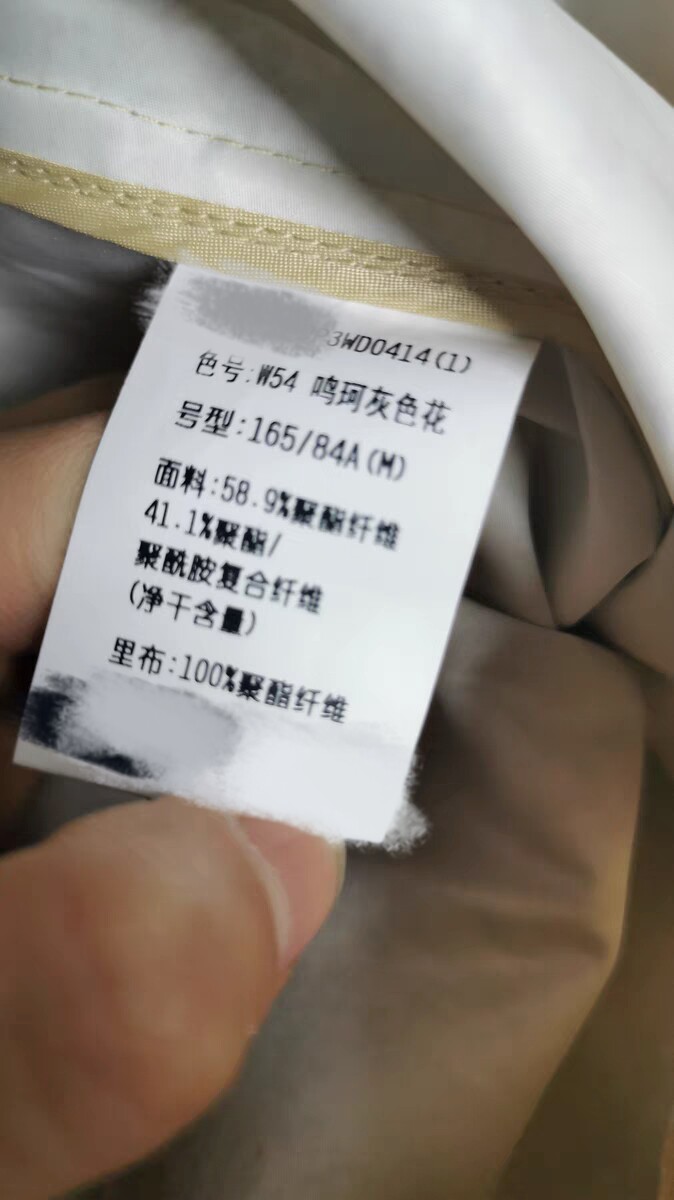 3WD0414(1)
色号:W54 鸣珂灰色花
号型:165/84A(M)
面料:58.9%聚酯纤维
41.1%聚酯/
聚酰胺复合纤维
(净干含量)
里布:100%聚酯纤维